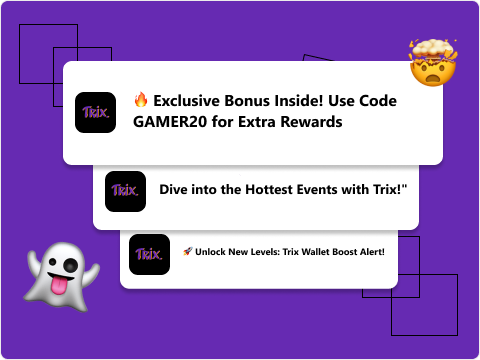 Trix.
🔥 Exclusive Bonus Inside! Use Code
GAMER20 for Extra Rewards
Trix.
Dive into the Hottest Events with Trix!"
Trix.
🚀 Unlock New Levels: Trix Wallet Boost Alert!